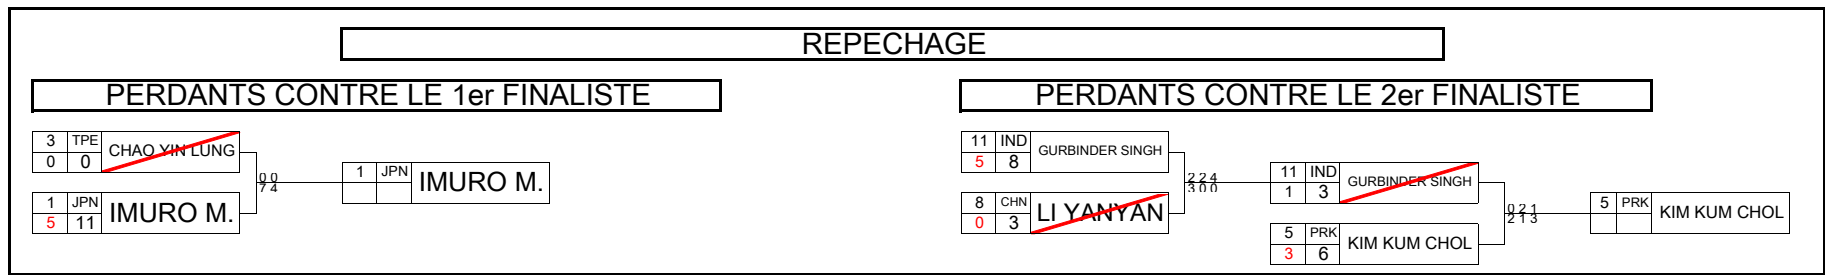 REPECHAGE
PERDANTS CONTRE LE 1er FINALISTE
3 TPE CHAO YIN LUNG
0 0
0 0
7 4
1 JPN IMURO M.
5 11
1 JPN IMURO M.
PERDANTS CONTRE LE 2er FINALISTE
11 IND GURBINDER SINGH
5 8
2 2 4
3 0 0
8 CHN LI YANYAN
0 3
11 IND GURBINDER SINGH
1 3
0 2 1
2 1 3
5 PRK KIM KUM CHOL
3 6
5 PRK KIM KUM CHOL